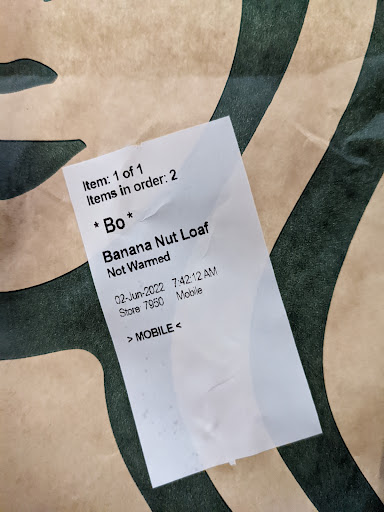 Item: 1 of 1
Items in order: 2
* Bo *
Banana Nut Loaf
Not Warmed
02-Jun-2022 7:42:12 AM
Store 7950 Mobile
> MOBILE <